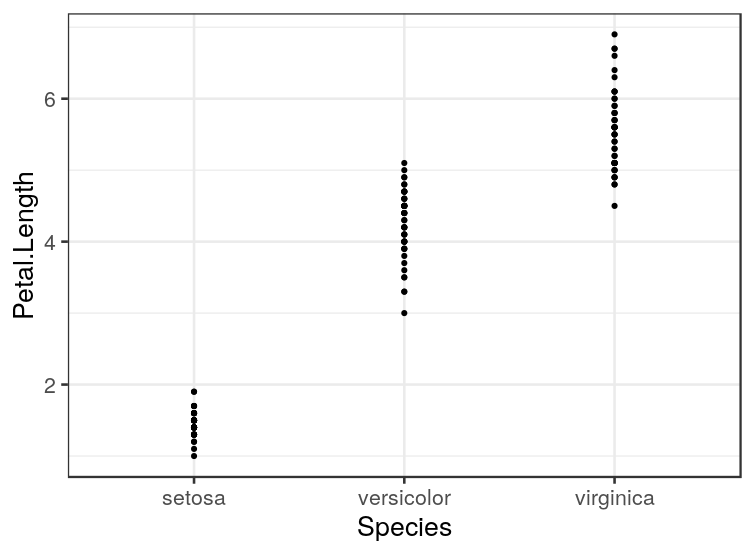 Petal.Length
6
4
2
setosa versicolor virginica
Species